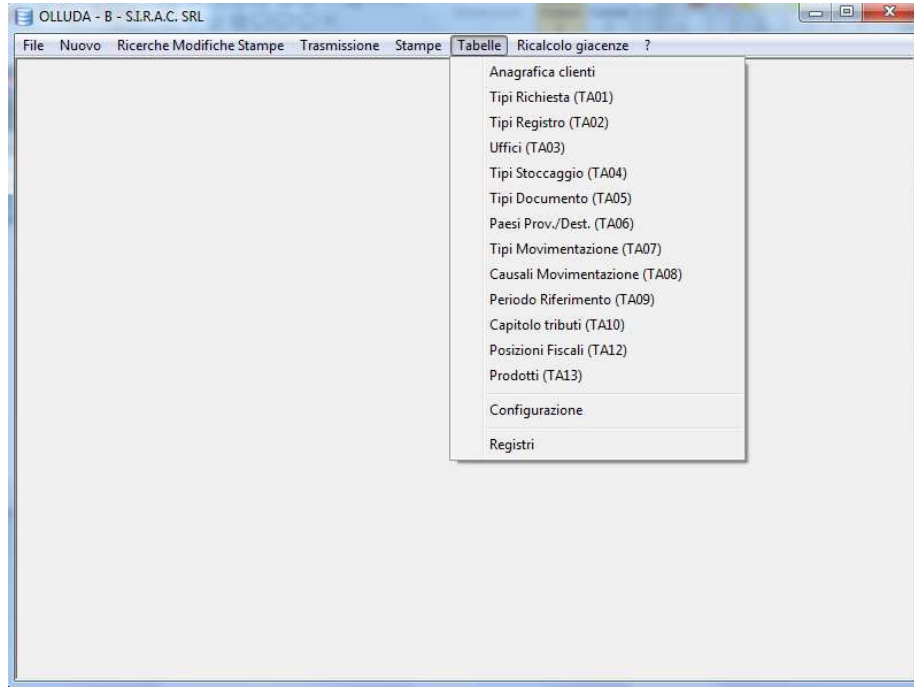 OLLUDA - B - S.I.R.A.C. SRL
File Nuovo Ricerche Modifiche Stampe Trasmissione Stampe Tabelle Ricalcolo giacenze ?
Anagrafica clienti
Tipi Richiesta (TA01)
Tipi Registro (TA02)
Uffici (TA03)
Tipi Stoccaggio (TA04)
Tipi Documento (TA05)
Paesi Prov./Dest. (TA06)
Tipi Movimentazione (TA07)
Causali Movimentazione (TA08)
Periodo Riferimento (TA09)
Capitolo tributi (TA10)
Posizioni Fiscali (TA12)
Prodotti (TA13)
Configurazione
Registri